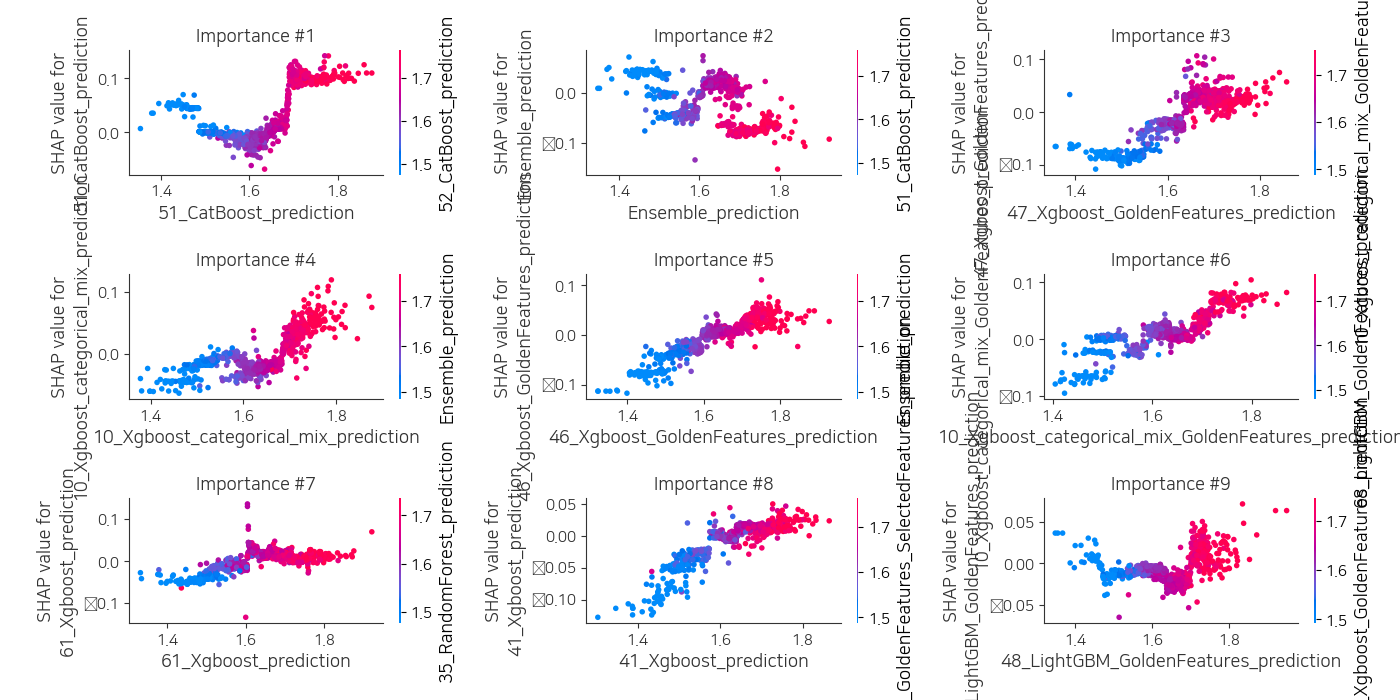 Importance #1
SHAP value for
51_CatBoost_prediction
0.1
0.0
1.4 1.6 1.8
51_CatBoost_prediction
1.7
1.6
1.5
52_CatBoost_prediction
Importance #2
SHAP value for
Ensemble_prediction
0.0
0.1
1.4 1.6 1.8
Ensemble_prediction
1.7
1.6
1.5
51_CatBoost_prediction
Importance #3
SHAP value for
47_Xgboost_GoldenFeatures_prediction
0.1
0.0
0.1
1.4 1.6 1.8
47_Xgboost_GoldenFeatures_prediction
1.7
1.6
1.5
Importance #4
SHAP value for
10_Xgboost_categorical_mix_prediction
0.1
0.0
1.4 1.6 1.8
10_Xgboost_categorical_mix_prediction
1.7
1.6
1.5
Ensemble_prediction
Importance #5
SHAP value for
46_Xgboost_GoldenFeatures_prediction
0.1
0.0
0.1
1.4 1.6 1.8
46_Xgboost_GoldenFeatures_prediction
1.7
1.6
1.5
Ensemble_prediction
Importance #6
SHAP value for
10_Xgboost_categorical_mix_GoldenFeatures_prediction
0.1
0.0
0.1
1.4 1.6 1.8
10_Xgboost_categorical_mix_GoldenFeatures_prediction
1.7
1.6
1.5
Importance #7
SHAP value for
61_Xgboost_prediction
0.1
0.0
0.1
1.4 1.6 1.8
61_Xgboost_prediction
1.7
1.6
1.5
35_RandomForest_prediction
Importance #8
SHAP value for
41_Xgboost_prediction
0.05
0.00
0.05
0.10
1.4 1.6 1.8
41_Xgboost_prediction
1.7
1.6
1.5
_GoldenFeatures_SelectedFeatures_prediction
Importance #9
SHAP value for
LightGBM_GoldenFeatures_prediction
0.05
0.00
0.05
1.4 1.6 1.8
48_LightGBM_GoldenFeatures_prediction
1.7
1.6
1.5